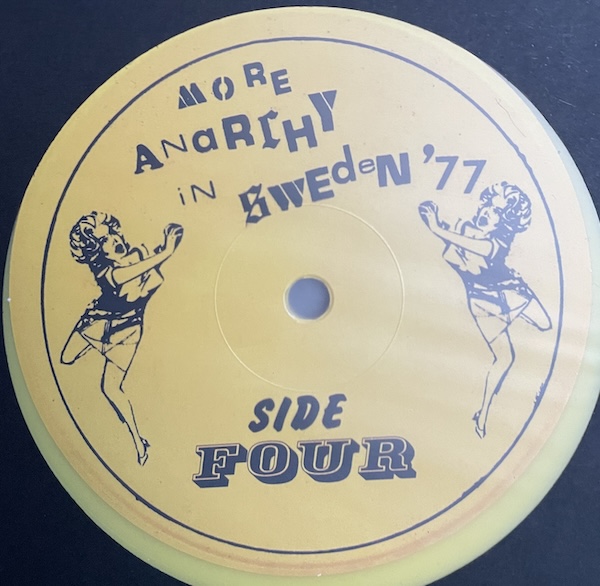 MORE
ANaRCHY
iN SWEdeN '77
SIDE
FOUR